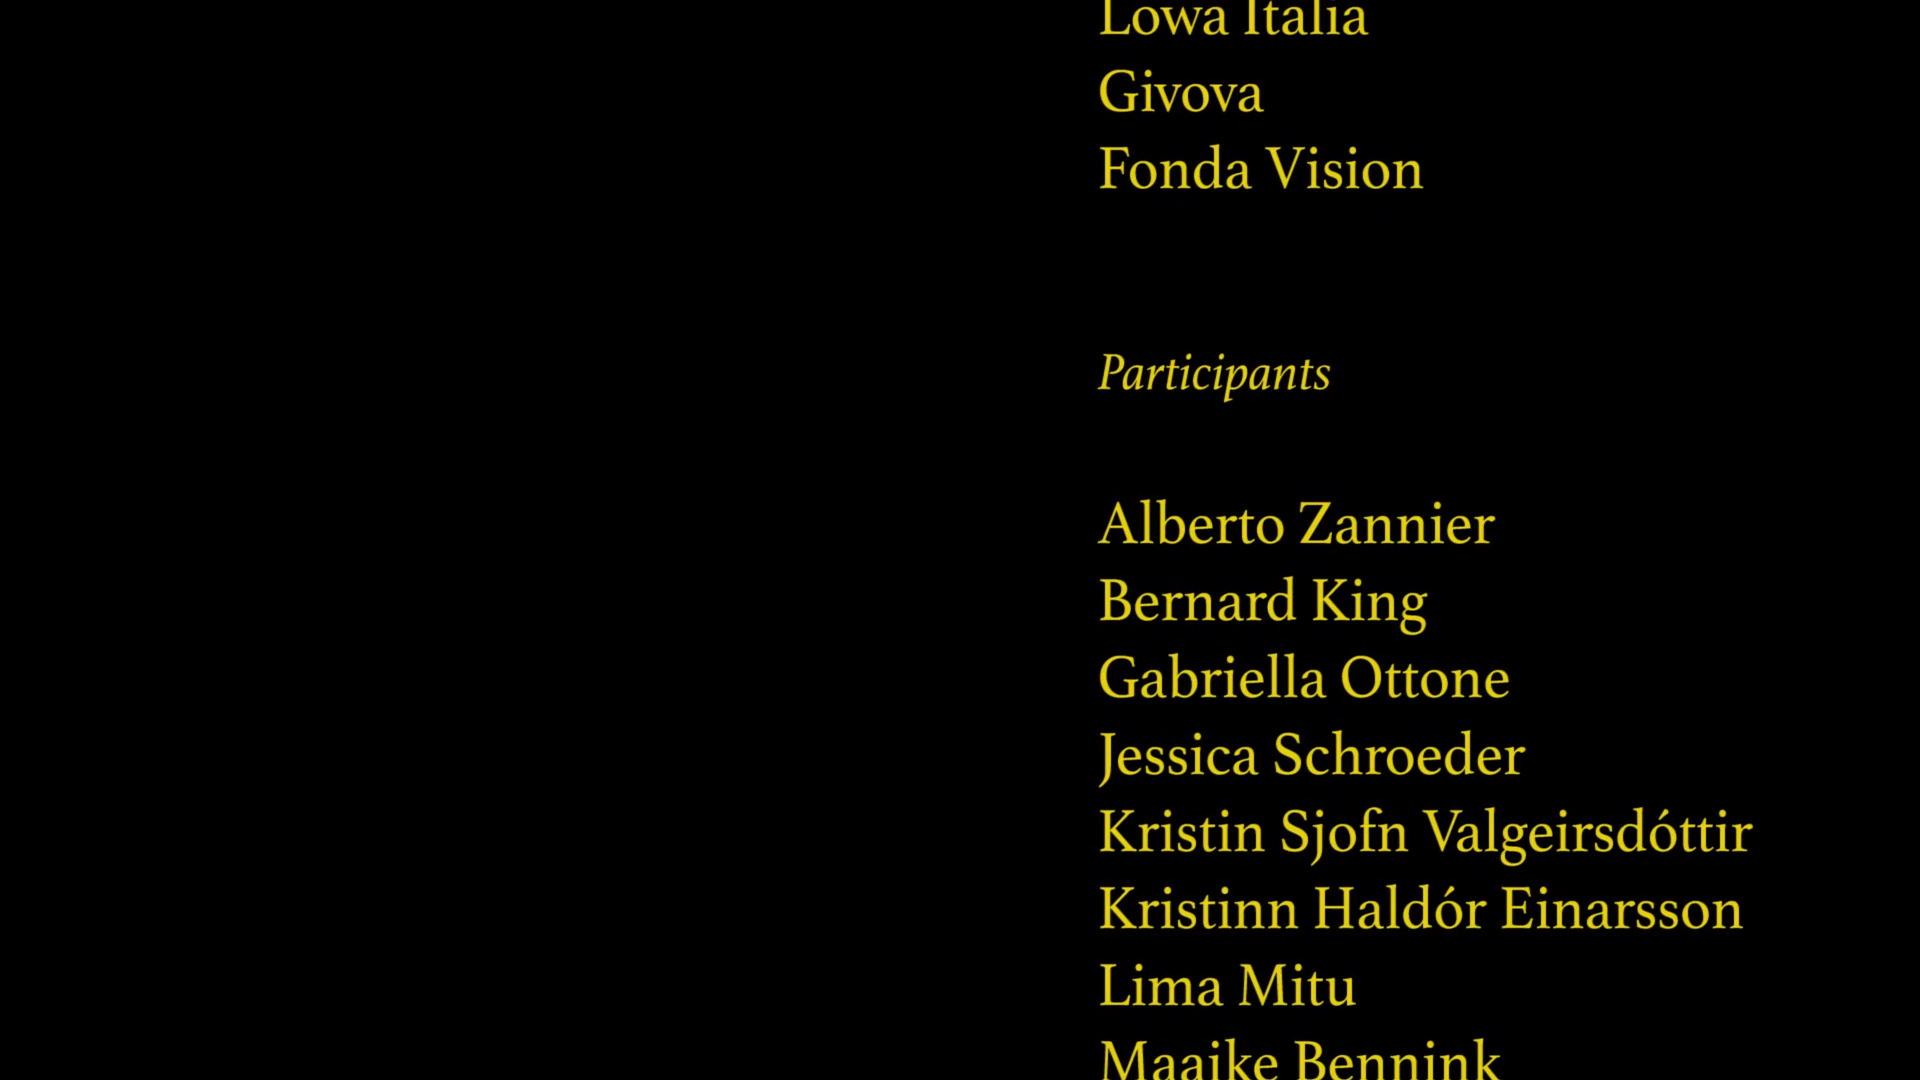 Lowa Italia
Givova
Fonda Vision
Participants
Alberto Zannier
Bernard King
Gabriella Ottone
Jessica Schroeder
Kristin Sjofn Valgeirsdóttir
Kristinn Haldór Einarsson
Lima Mitu
Maaike Bennink